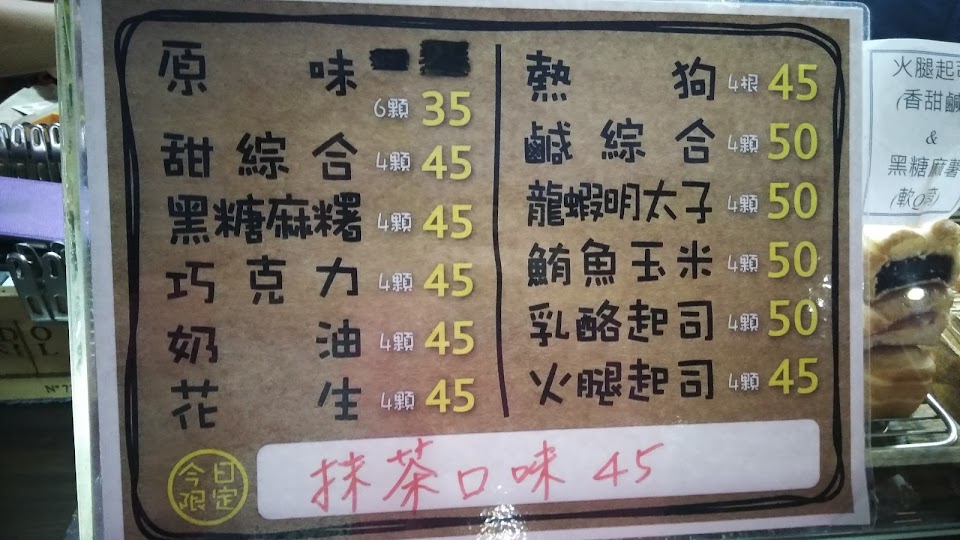 原味
6顆 35
甜綜合 4顆 45
黑糖麻糬 4顆 45
巧克力 4顆 45
奶油 4顆 45
花生 4顆 45
熱狗 4根 45
鹹綜合 4顆 50
龍蝦明太子 4顆 50
鮪魚玉米 4顆 50
乳酪起司 4顆 50
火腿起司 4顆 45
今日
限定
抹茶口味 45
火腿起司
(香甜鹹
&
黑糖麻薯